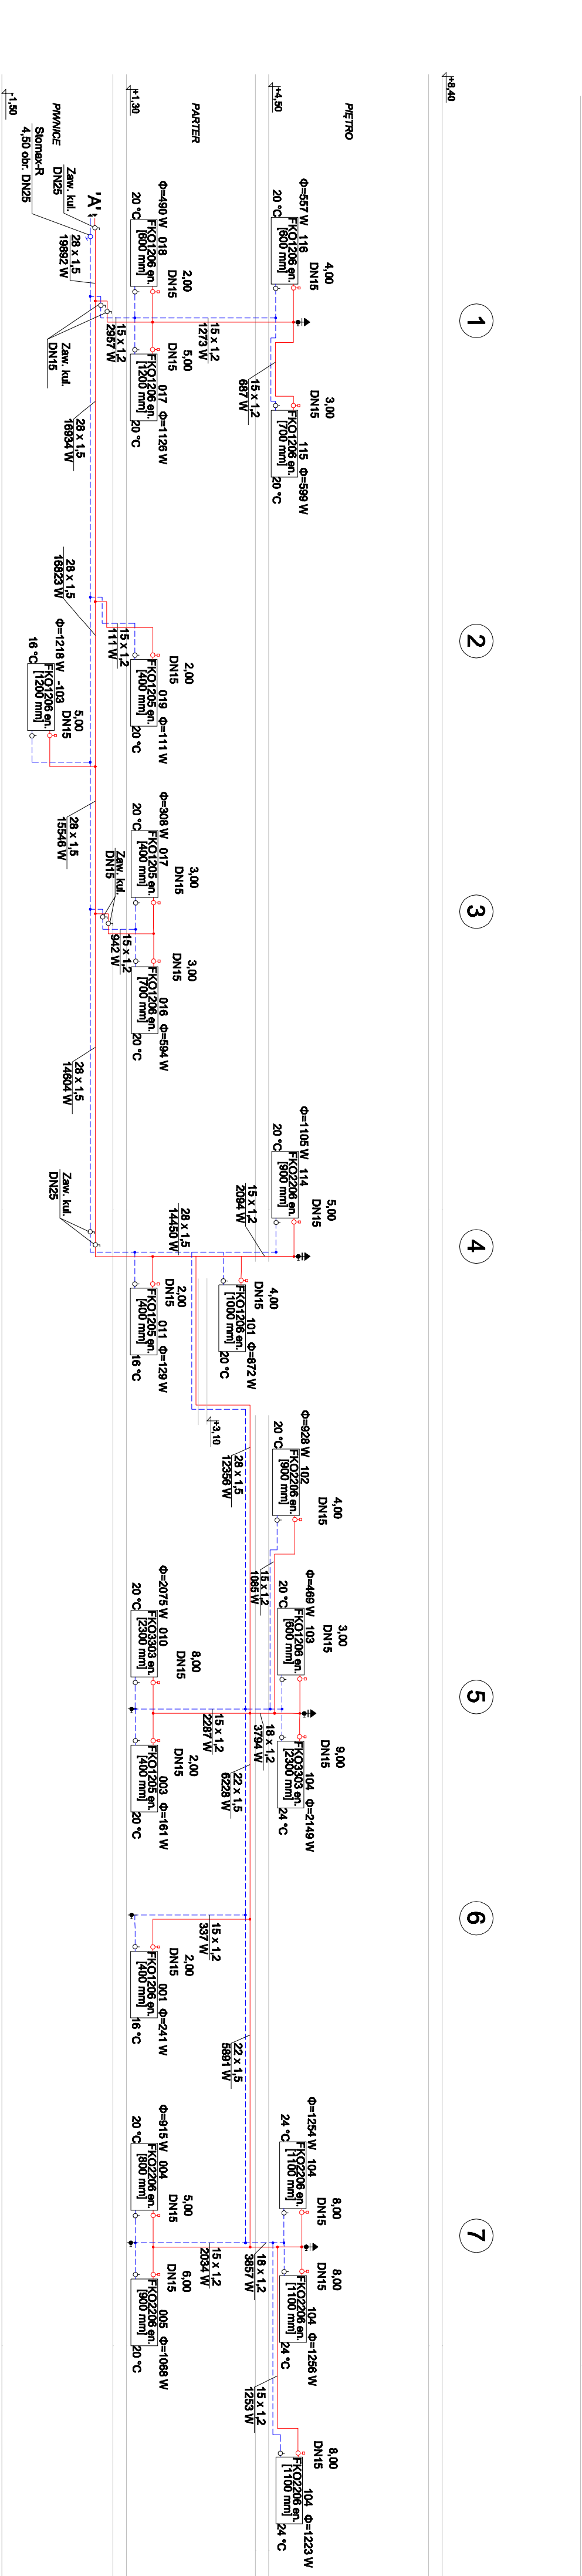 1
2
3
4
5
6
7
+8,40
PIĘTRO
+4,50
PARTER
+1,30
PIWNICE
-1,50
Φ=557 W 116
FKO1206 en.
[600 mm]
20 °C
4,00
DN15
3,00
DN15
115 Φ=599 W
FKO1206 en.
[700 mm]
20 °C
15 x 1,2
687 W
15 x 1,2
1273 W
Φ=490 W 018
FKO1206 en.
[600 mm]
20 °C
2,00
DN15
5,00
DN15
017 Φ=1126 W
FKO1206 en.
[1200 mm]
20 °C
15 x 1,2
2957 W
'A'
Zaw. kul.
DN25
Stomax-R
4,50 obr. DN25
28 x 1,5
19892 W
Zaw. kul.
DN15
28 x 1,5
16934 W
2,00
DN15
019 Φ=111 W
FKO1205 en.
[400 mm]
20 °C
15 x 1,2
111 W
28 x 1,5
16823 W
Φ=1218 W -103
FKO1206 en.
[1200 mm]
16 °C
5,00
DN15
28 x 1,5
15546 W
Φ=308 W 017
FKO1205 en.
[400 mm]
20 °C
3,00
DN15
3,00
DN15
016 Φ=594 W
FKO1206 en.
[700 mm]
20 °C
Zaw. kul.
DN15
15 x 1,2
942 W
28 x 1,5
14604 W
Zaw. kul.
DN25
Φ=1105 W 114
FKO2206 en.
[900 mm]
20 °C
5,00
DN15
15 x 1,2
2094 W
28 x 1,5
14450 W
4,00
DN15
101 Φ=872 W
FKO1206 en.
[1000 mm]
20 °C
2,00
DN15
011 Φ=129 W
FKO1205 en.
[400 mm]
16 °C
+3,10
28 x 1,5
12356 W
Φ=928 W 102
FKO2206 en.
[900 mm]
20 °C
4,00
DN15
15 x 1,2
1085 W
Φ=469 W 103
FKO1206 en.
[600 mm]
20 °C
3,00
DN15
9,00
DN15
104 Φ=2149 W
FKO3303 en.
[2300 mm]
24 °C
18 x 1,2
3794 W
Φ=2075 W 010
FKO3303 en.
[2300 mm]
20 °C
8,00
DN15
15 x 1,2
2287 W
2,00
DN15
003 Φ=161 W
FKO1205 en.
[400 mm]
20 °C
22 x 1,5
6228 W
15 x 1,2
337 W
2,00
DN15
001 Φ=241 W
FKO1206 en.
[400 mm]
16 °C
22 x 1,5
5891 W
Φ=1254 W 104
FKO2206 en.
[1100 mm]
24 °C
8,00
DN15
8,00
DN15
104 Φ=1256 W
FKO2206 en.
[1100 mm]
24 °C
18 x 1,2
3857 W
Φ=915 W 004
FKO2206 en.
[800 mm]
20 °C
5,00
DN15
15 x 1,2
2034 W
6,00
DN15
005 Φ=1068 W
FKO2206 en.
[900 mm]
20 °C
15 x 1,2
1253 W
8,00
DN15
104 Φ=1223 W
FKO2206 en.
[1100 mm]
24 °C